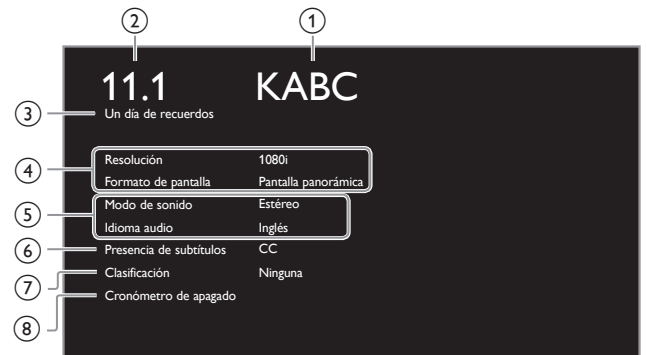 2 1
11.1 KABC
3 Un día de recuerdos
4 Resolución 1080i
Formato de pantalla Pantalla panorámica
5 Modo de sonido Estéreo
Idioma audio Inglés
6 Presencia de subtítulos CC
7 Clasificación Ninguna
8 Cronómetro de apagado